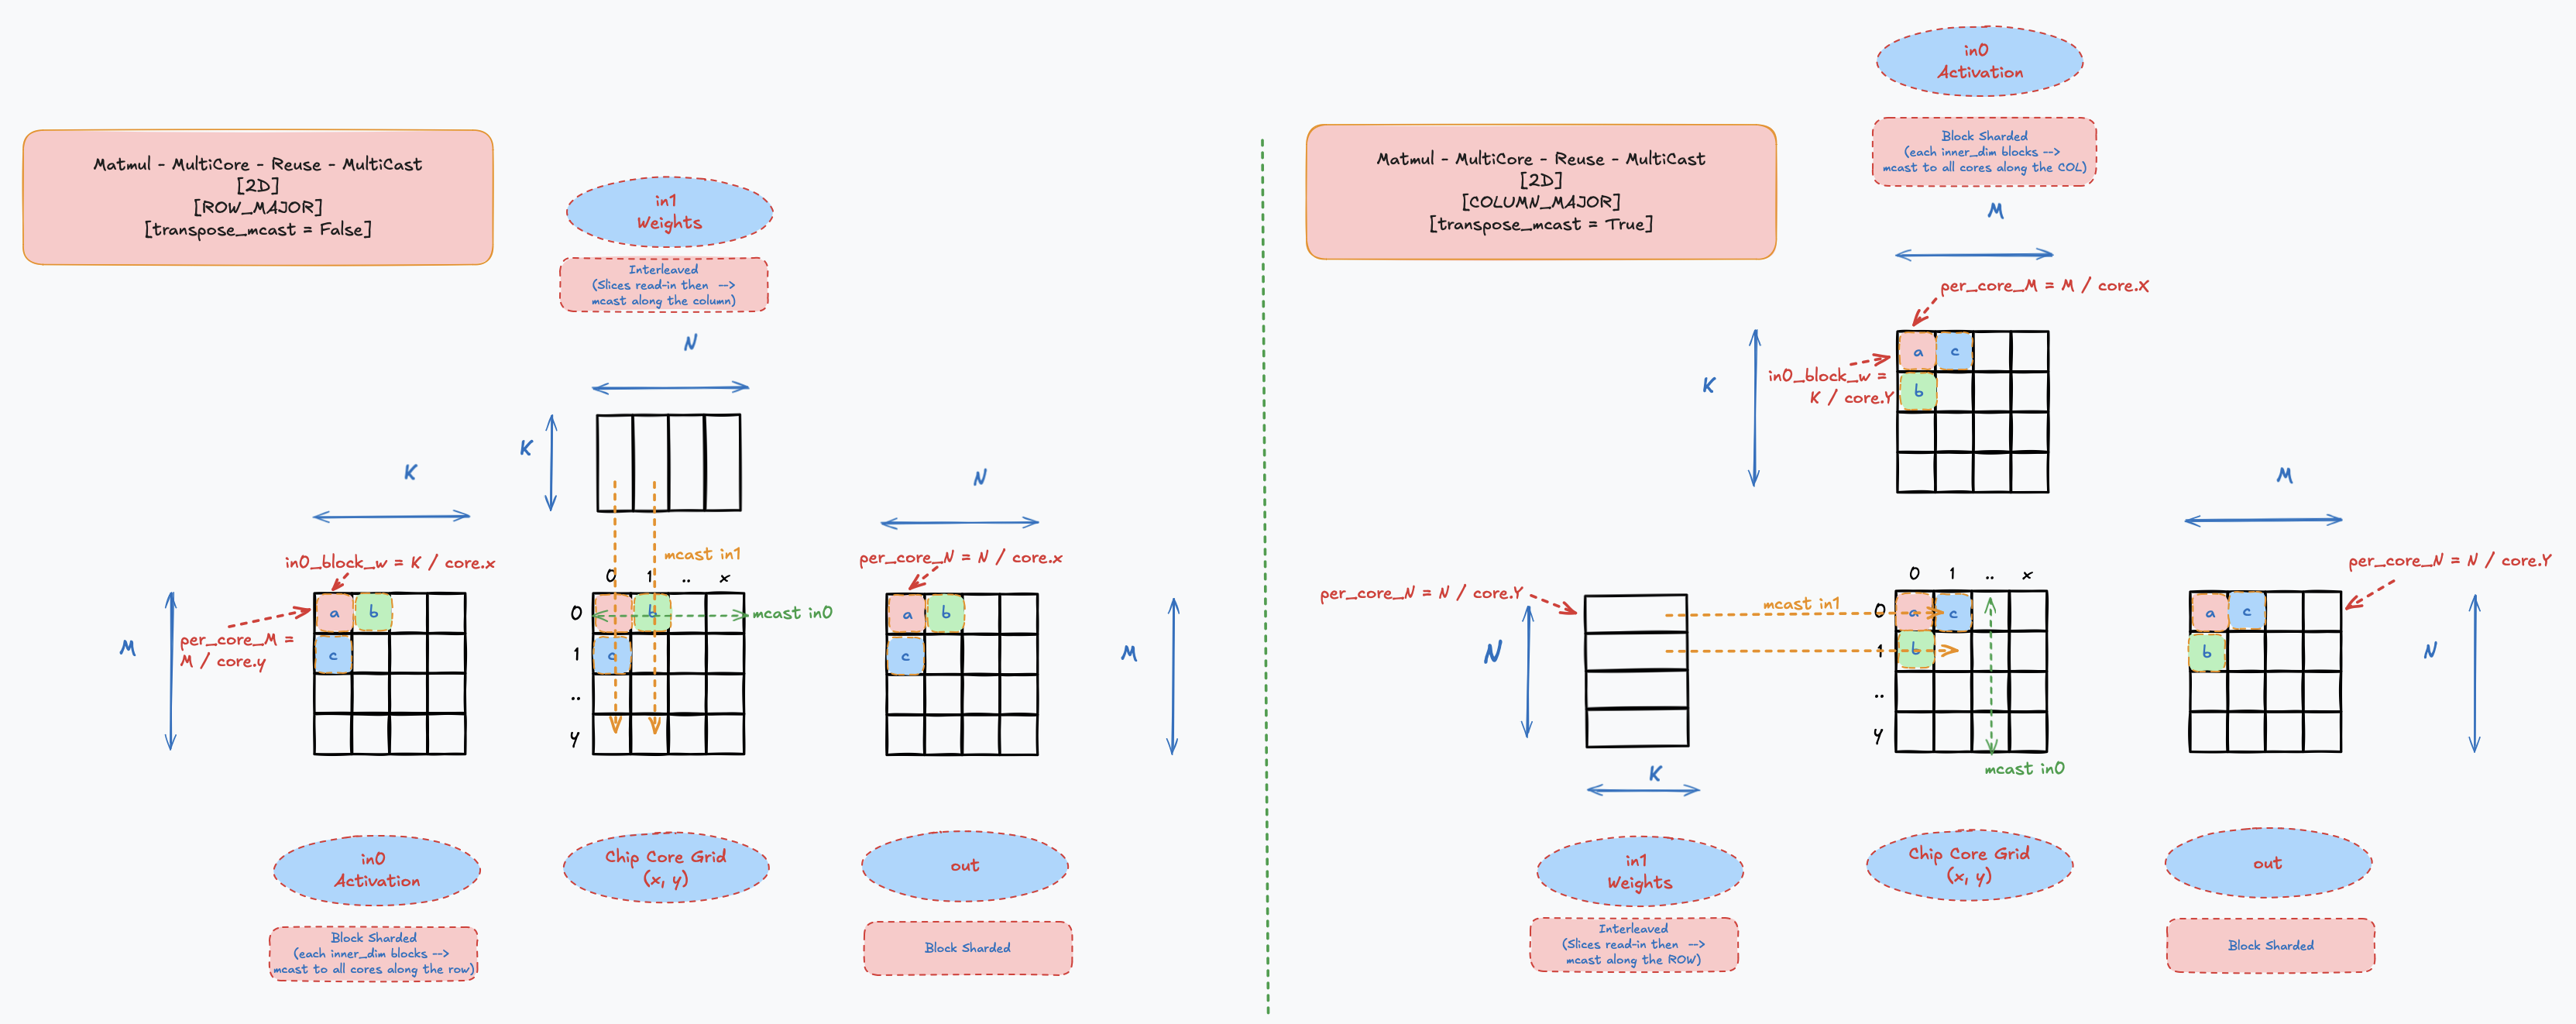 Matmul - MultiCore - Reuse - MultiCast
[2D]
[ROW_MAJOR]
[transpose_mcast = False]
in1
Weights
Interleaved
(Slices read-in then -->
mcast along the column)
N
K
K
in0_block_w = K / core.x
M
per_core_M =
M / core.y
a
b
c
in0
Activation
Block Sharded
(each inner_dim blocks -->
mcast to all cores along the row)
mcast in1
0
1
..
x
0
1
..
y
b
c
mcast in0
Chip Core Grid
(x, y)
N
per_core_N = N / core.x
a
b
c
M
out
Block Sharded
Matmul - MultiCore - Reuse - MultiCast
[2D]
[COLUMN_MAJOR]
[transpose_mcast = True]
in0
Activation
Block Sharded
(each inner_dim blocks -->
mcast to all cores along the COL)
M
per_core_M = M / core.X
K
in0_block_w =
K / core.Y
a
c
b
per_core_N = N / core.Y
N
K
in1
Weights
Interleaved
(Slices read-in then -->
mcast along the ROW)
mcast in1
0
1
..
x
0
1
..
y
a
c
b
mcast in0
Chip Core Grid
(x, y)
M
per_core_N = N / core.Y
a
c
b
N
out
Block Sharded